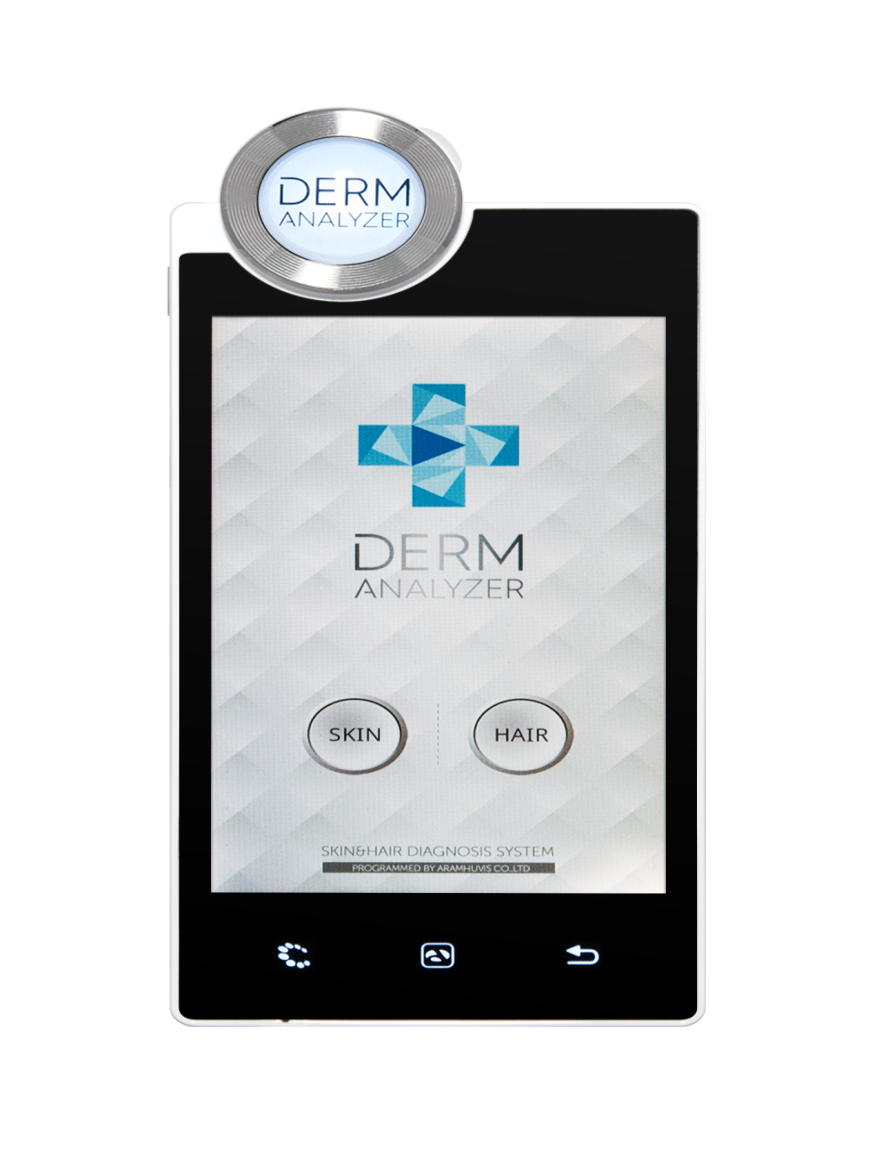 DERM
ANALYZER
DERM
ANALYZER
SKIN
HAIR
SKIN&HAIR DIAGNOSIS SYSTEM
PROGRAMMED BY ARAMHUVIS CO.,LTD